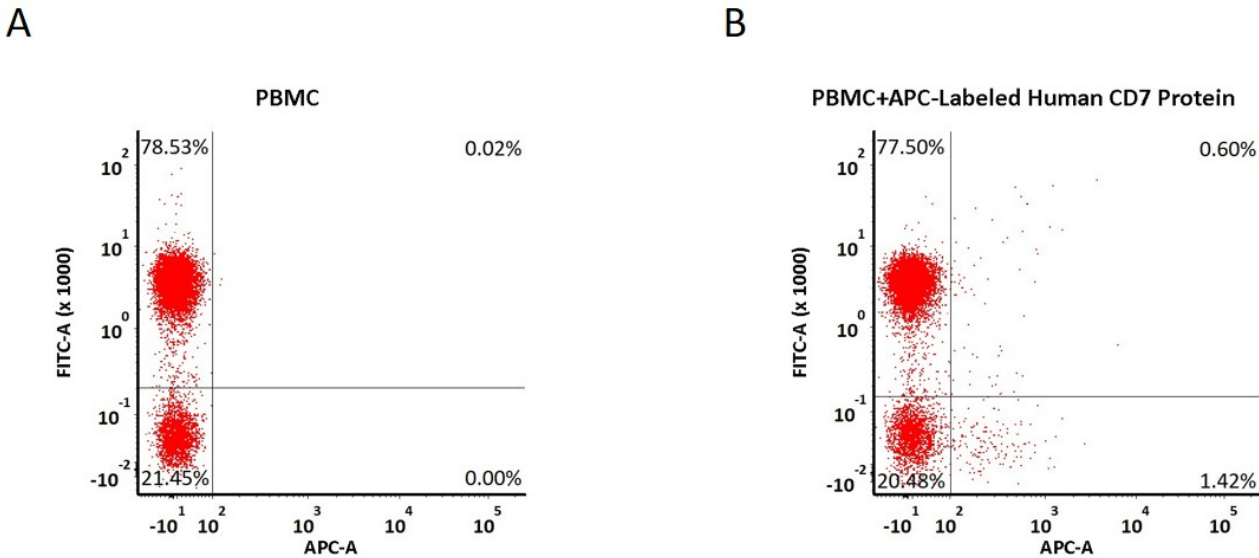 A
PBMC
78.53%
0.02%
10^2
10^1
10^0
10^-1
-10^2
FITC-A (x 1000)
21.45%
0.00%
-10^1 10^2 10^3 10^4 10^5
APC-A
B
PBMC+APC-Labeled Human CD7 Protein
77.50%
0.60%
10^2
10^1
10^0
10^-1
-10^-2
FITC-A (x 1000)
20.48%
1.42%
-10^1 10^2 10^3 10^4 10^5
APC-A